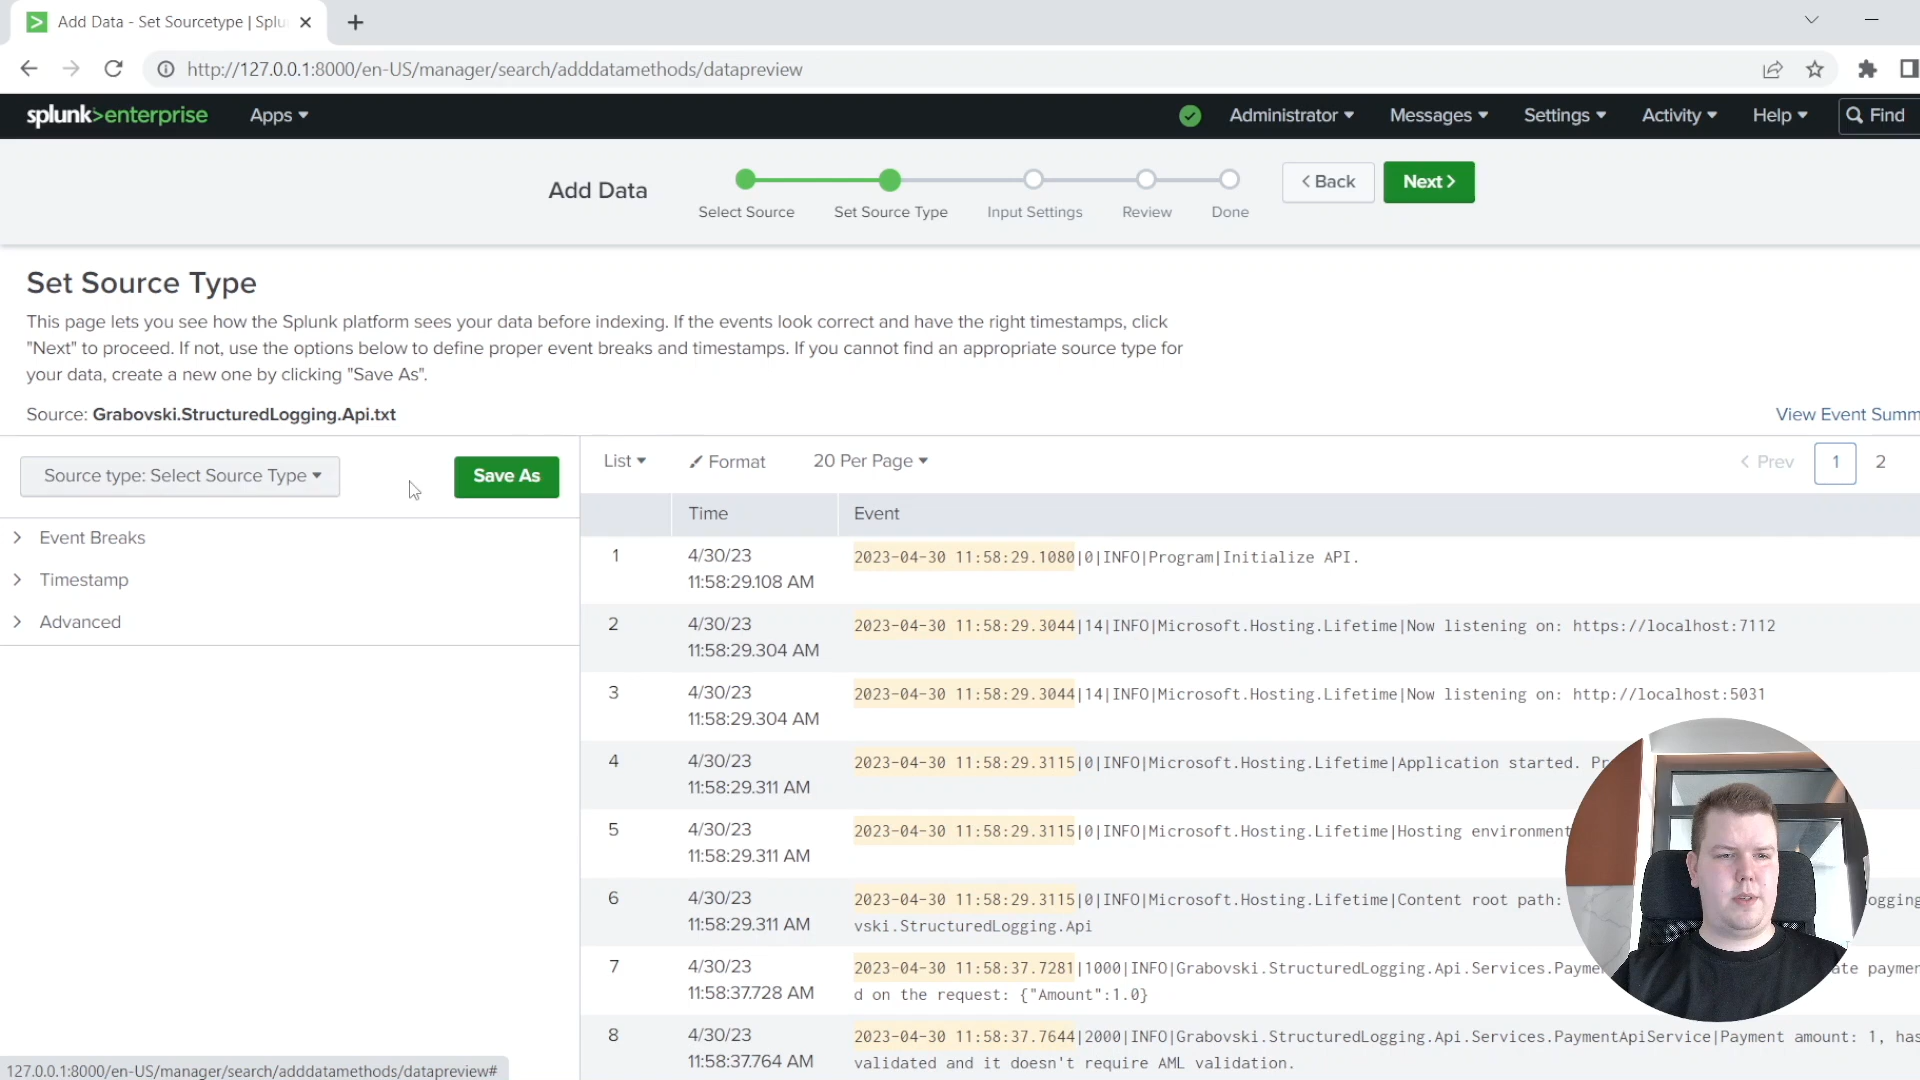 Add Data - Set Sourcetype | Splu
http://127.0.0.1:8000/en-US/manager/search/adddatamethods/datapreview
splunk>enterprise Apps Administrator Messages Settings Activity Help Find
Add Data
Select Source Set Source Type Input Settings Review Done
< Back Next >
Set Source Type
This page lets you see how the Splunk platform sees your data before indexing. If the events look correct and have the right timestamps, click
"Next" to proceed. If not, use the options below to define proper event breaks and timestamps. If you cannot find an appropriate source type for
your data, create a new one by clicking "Save As".
Source: Grabovski.StructuredLogging.Api.txt
View Event Summ
Source type: Select Source Type Save As
Event Breaks
Timestamp
Advanced
List Format 20 Per Page < Prev 1 2
Time Event
1 4/30/23 2023-04-30 11:58:29.1080|0|INFO|Program|Initialize API.
11:58:29.108 AM
2 4/30/23 2023-04-30 11:58:29.3044|14|INFO|Microsoft.Hosting.Lifetime|Now listening on: https://localhost:7112
11:58:29.304 AM
3 4/30/23 2023-04-30 11:58:29.3044|14|INFO|Microsoft.Hosting.Lifetime|Now listening on: http://localhost:5031
11:58:29.304 AM
4 4/30/23 2023-04-30 11:58:29.3115|0|INFO|Microsoft.Hosting.Lifetime|Application started. Pr
11:58:29.311 AM
5 4/30/23 2023-04-30 11:58:29.3115|0|INFO|Microsoft.Hosting.Lifetime|Hosting environment
11:58:29.311 AM
6 4/30/23 2023-04-30 11:58:29.3115|0|INFO|Microsoft.Hosting.Lifetime|Content root path: ogging
11:58:29.311 AM vski.StructuredLogging.Api
7 4/30/23 2023-04-30 11:58:37.7281|1000|INFO|Grabovski.StructuredLogging.Api.Services.Payme ate paymen
11:58:37.728 AM d on the request: {"Amount":1.0}
8 4/30/23 2023-04-30 11:58:37.7644|2000|INFO|Grabovski.StructuredLogging.Api.Services.PaymentApiService|Payment amount: 1, has
11:58:37.764 AM validated and it doesn't require AML validation.
127.0.0.1:8000/en-US/manager/search/adddatamethods/datapreview#